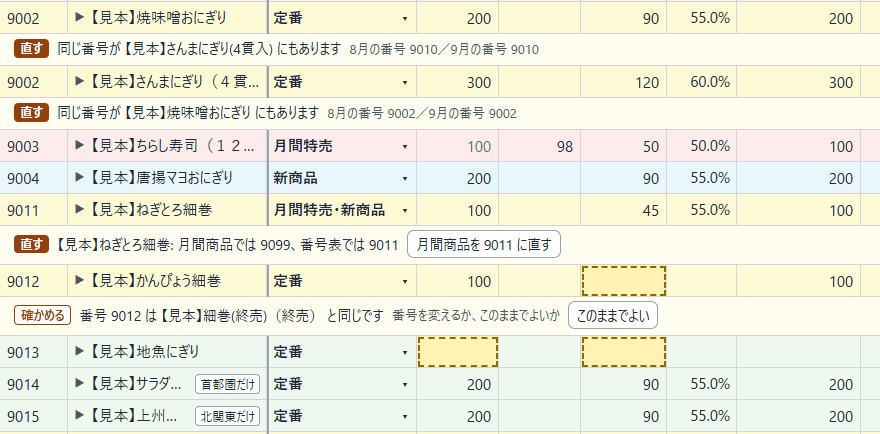 9002 ▶【見本】焼味噌おにぎり 定番 ▾ 200 90 55.0% 200
直す 同じ番号が【見本】さんまにぎり(4貫入) にもあります 8月の番号 9010／9月の番号 9010
9002 ▶【見本】さんまにぎり（４貫… 定番 ▾ 300 120 60.0% 300
直す 同じ番号が【見本】焼味噌おにぎり にもあります 8月の番号 9002／9月の番号 9002
9003 ▶【見本】ちらし寿司（１２… 月間特売 ▾ 100 98 50 50.0% 100
9004 ▶【見本】唐揚マヨおにぎり 新商品 ▾ 200 90 55.0% 200
9011 ▶【見本】ねぎとろ細巻 月間特売・新商品 ▾ 100 45 55.0% 100
直す 【見本】ねぎとろ細巻: 月間商品では 9099、番号表では 9011 月間商品を 9011 に直す
9012 ▶【見本】かんぴょう細巻 定番 ▾ 100 100
確かめる 番号 9012 は【見本】細巻(終売)（終売） と同じです 番号を変えるか、このままでよいか このままでよい
9013 ▶【見本】地魚にぎり 定番 ▾
9014 ▶【見本】サラダ… 首都圏だけ 定番 ▾ 200 90 55.0% 200
9015 ▶【見本】上州… 北関東だけ 定番 ▾ 200 90 55.0% 200